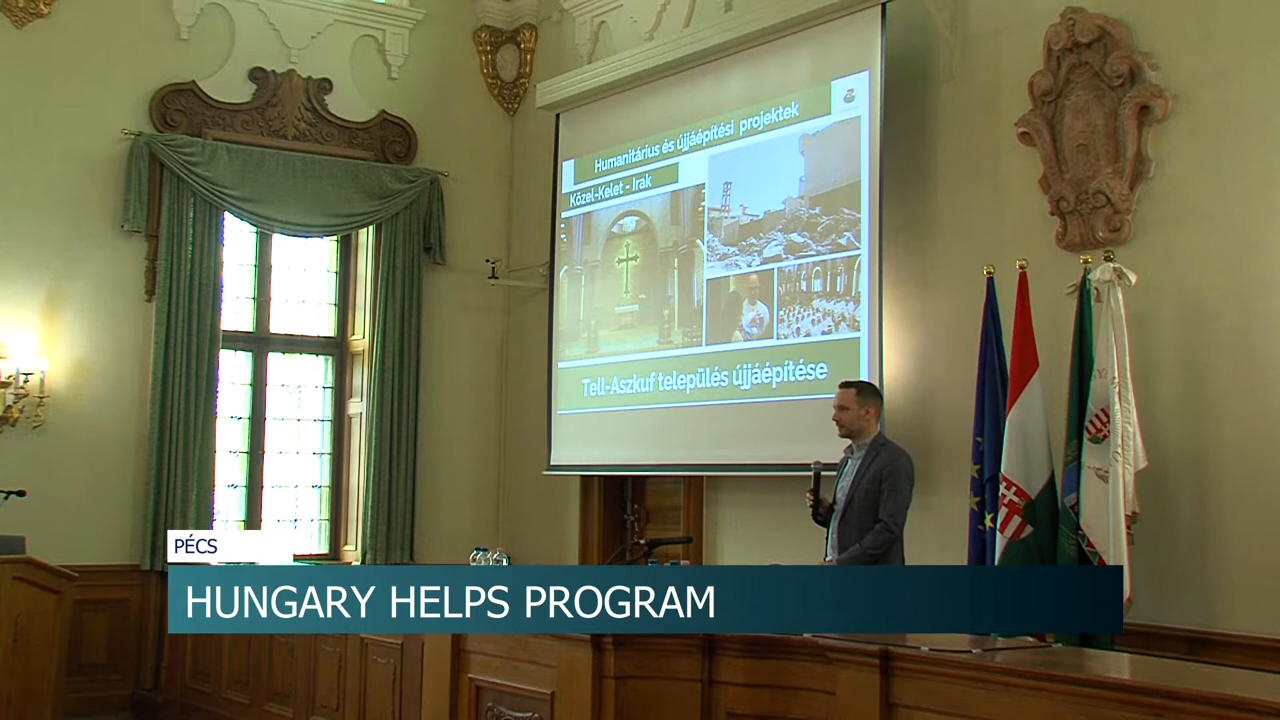 Humanitárius és újjáépítési projektek
Közel-Kelet - Irak
Tell-Aszkuf település újjáépítése
PÉCS
HUNGARY HELPS PROGRAM